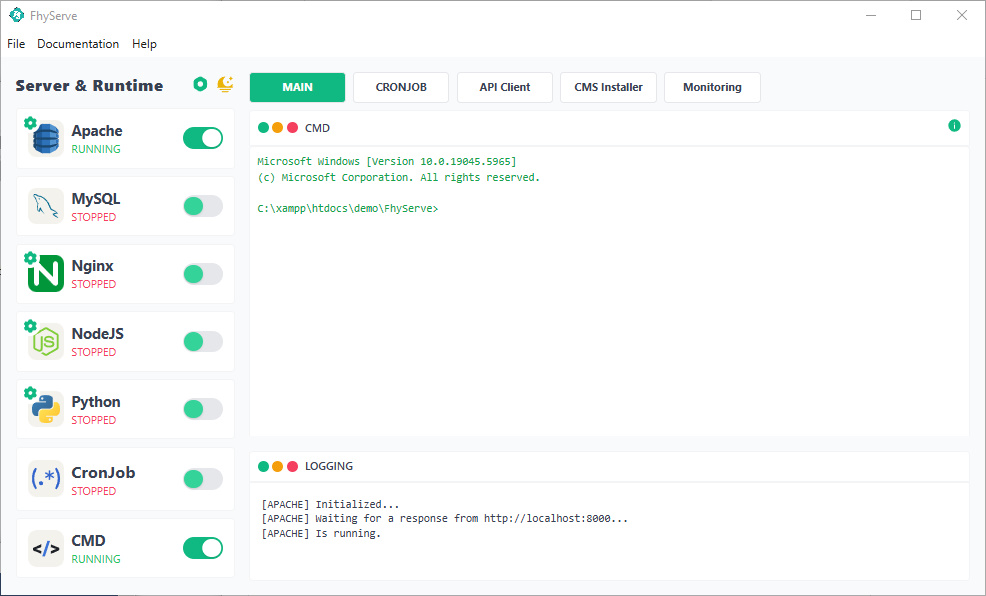 FhyServe
File Documentation Help
Server & Runtime
MAIN CRONJOB API Client CMS Installer Monitoring
Apache
RUNNING
MySQL
STOPPED
Nginx
STOPPED
NodeJS
STOPPED
Python
STOPPED
CronJob
STOPPED
CMD
RUNNING
CMD
Microsoft Windows [Version 10.0.19045.5965]
(c) Microsoft Corporation. All rights reserved.
C:\xampp\htdocs\demo\FhyServe>
LOGGING
[APACHE] Initialized...
[APACHE] Waiting for a response from http://localhost:8000...
[APACHE] Is running.